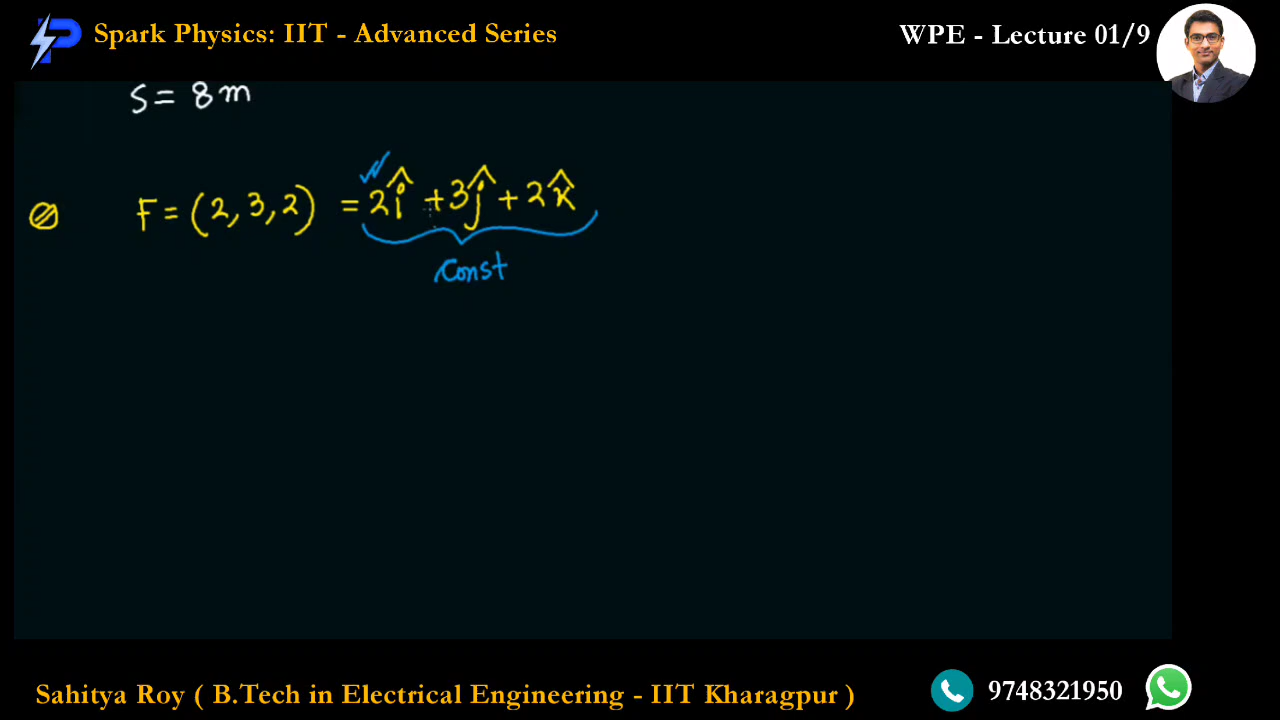 Spark Physics: IIT - Advanced Series
WPE - Lecture 01/9
S = 8m
F = (2, 3, 2) = 2î + 3ĵ + 2k̂
Const
Sahitya Roy ( B.Tech in Electrical Engineering - IIT Kharagpur )
9748321950